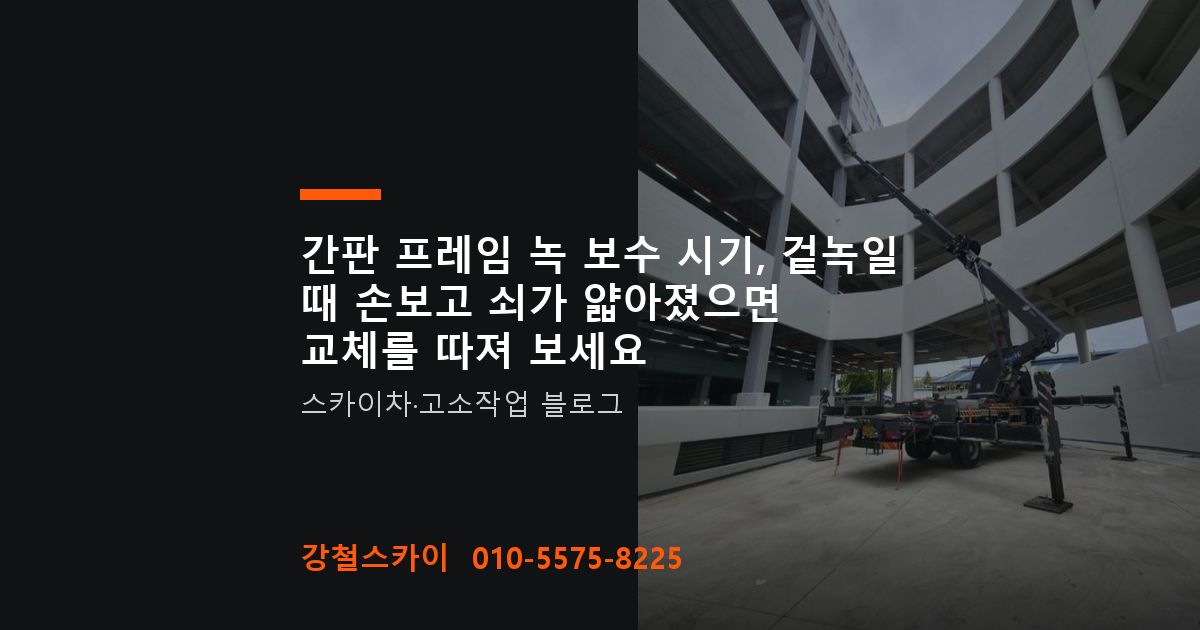 간판 프레임 녹 보수 시기, 겉녹일
때 손보고 쇠가 얇아졌으면
교체를 따져 보세요
스카이차·고소작업 블로그
강철스카이 010-5575-8225